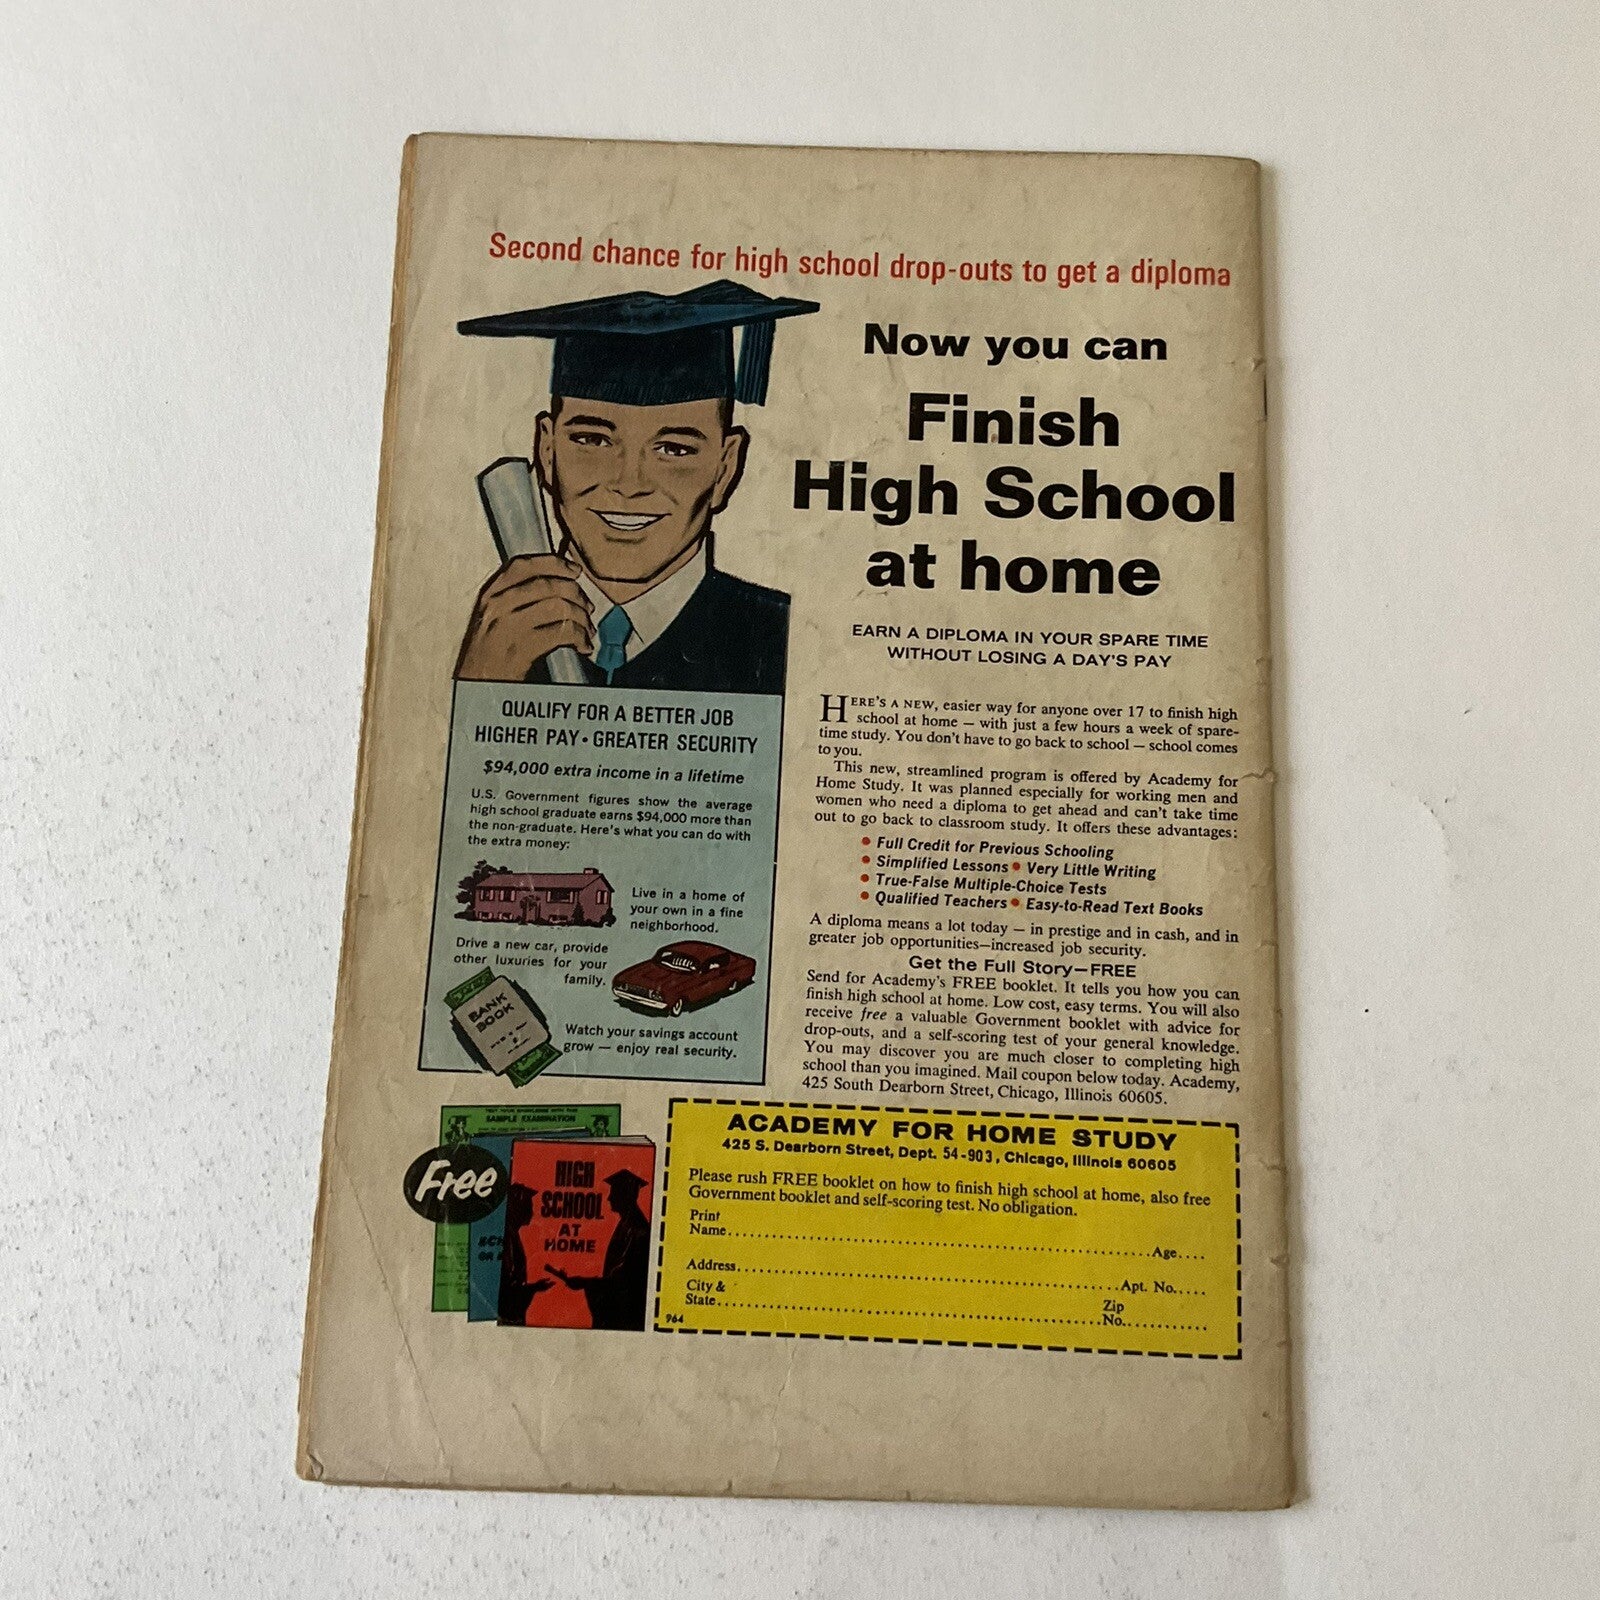 Second chance for high school drop-outs to get a diploma
Now you can
Finish
High School
at home
EARN A DIPLOMA IN YOUR SPARE TIME
WITHOUT LOSING A DAY'S PAY
QUALIFY FOR A BETTER JOB
HIGHER PAY • GREATER SECURITY
$94,000 extra income in a lifetime
U.S. Government figures show the average
high school graduate earns $94,000 more than
the non-graduate. Here's what you can do with
the extra money:
Live in a home of
your own in a fine
neighborhood.
Drive a new car, provide
other luxuries for your
family.
BANK
BOOK
Watch your savings account
grow — enjoy real security.
HERE'S A NEW, easier way for anyone over 17 to finish high
school at home — with just a few hours a week of spare-
time study. You don't have to go back to school — school comes
to you.
This new, streamlined program is offered by Academy for
Home Study. It was planned especially for working men and
women who need a diploma to get ahead and can't take time
out to go back to classroom study. It offers these advantages:
• Full Credit for Previous Schooling
• Simplified Lessons • Very Little Writing
• True-False Multiple-Choice Tests
• Qualified Teachers • Easy-to-Read Text Books
A diploma means a lot today — in prestige and in cash, and in
greater job opportunities—increased job security.
Get the Full Story—FREE
Send for Academy's FREE booklet. It tells you how you can
finish high school at home. Low cost, easy terms. You will also
receive free a valuable Government booklet with advice for
drop-outs, and a self-scoring test of your general knowledge.
You may discover you are much closer to completing high
school than you imagined. Mail coupon below today. Academy,
425 South Dearborn Street, Chicago, Illinois 60605.
SAMPLE EXAMINATION
Free
HIGH
SCHOOL
AT
HOME
ACADEMY FOR HOME STUDY
425 S. Dearborn Street, Dept. 54-903, Chicago, Illinois 60605
Please rush FREE booklet on how to finish high school at home, also free
Government booklet and self-scoring test. No obligation.
Print
Name Age
Address Apt. No.
City &
State Zip
No.
964